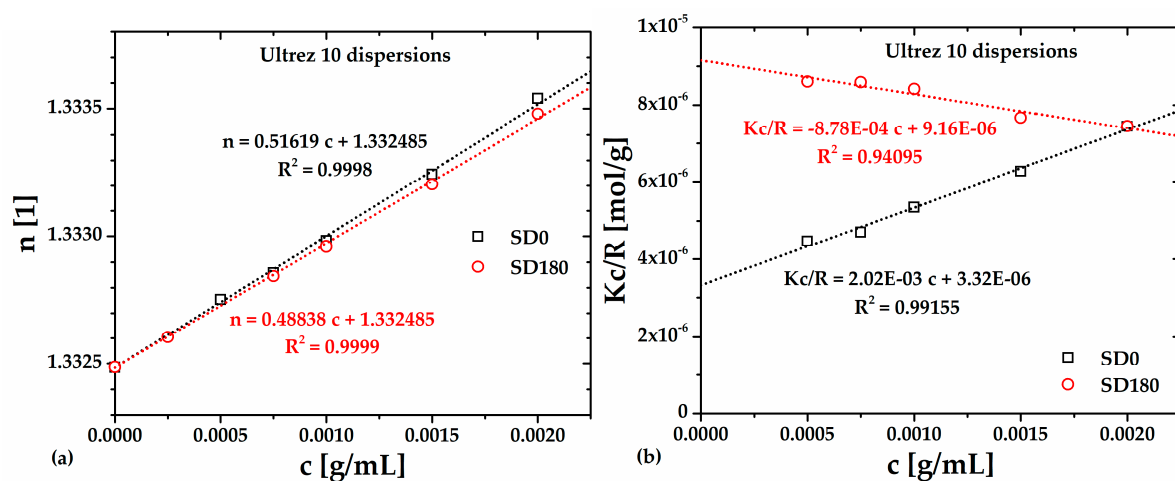 Ultrez 10 dispersions
n [1]
1.3335
1.3330
1.3325
n = 0.51619 c + 1.332485
R² = 0.9998
SD0
SD180
n = 0.48838 c + 1.332485
R² = 0.9999
0.0000 0.0005 0.0010 0.0015 0.0020
(a)
c [g/mL]
Ultrez 10 dispersions
Kc/R [mol/g]
1x10⁻⁵
8x10⁻⁶
6x10⁻⁶
4x10⁻⁶
2x10⁻⁶
0
Kc/R = -8.78E-04 c + 9.16E-06
R² = 0.94095
Kc/R = 2.02E-03 c + 3.32E-06
R² = 0.99155
SD0
SD180
0.0000 0.0005 0.0010 0.0015 0.0020
(b)
c [g/mL]